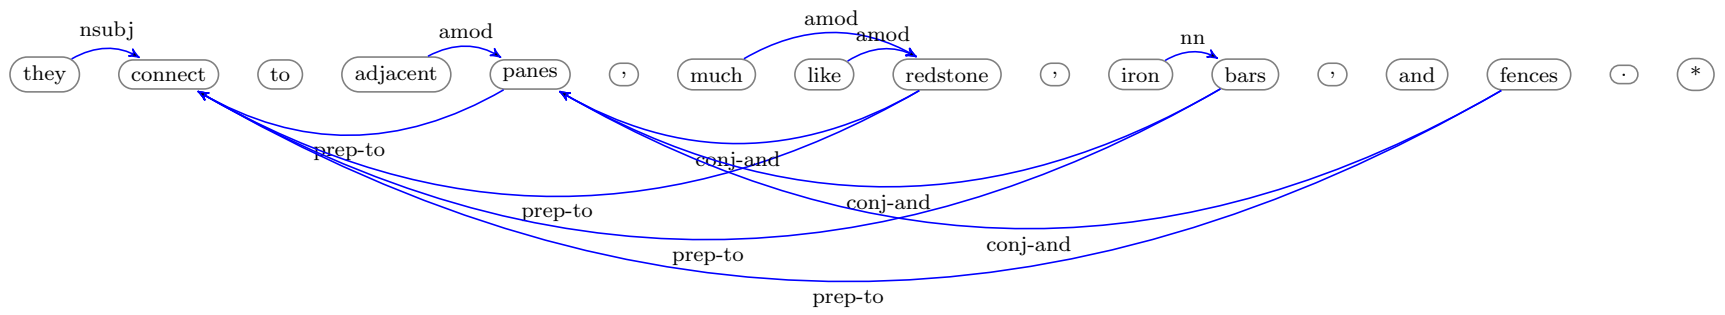 nsubj amod amod amod nn
they connect to adjacent panes , much like redstone , iron bars , and fences . *
prep-to conj-and
prep-to conj-and
prep-to conj-and
prep-to